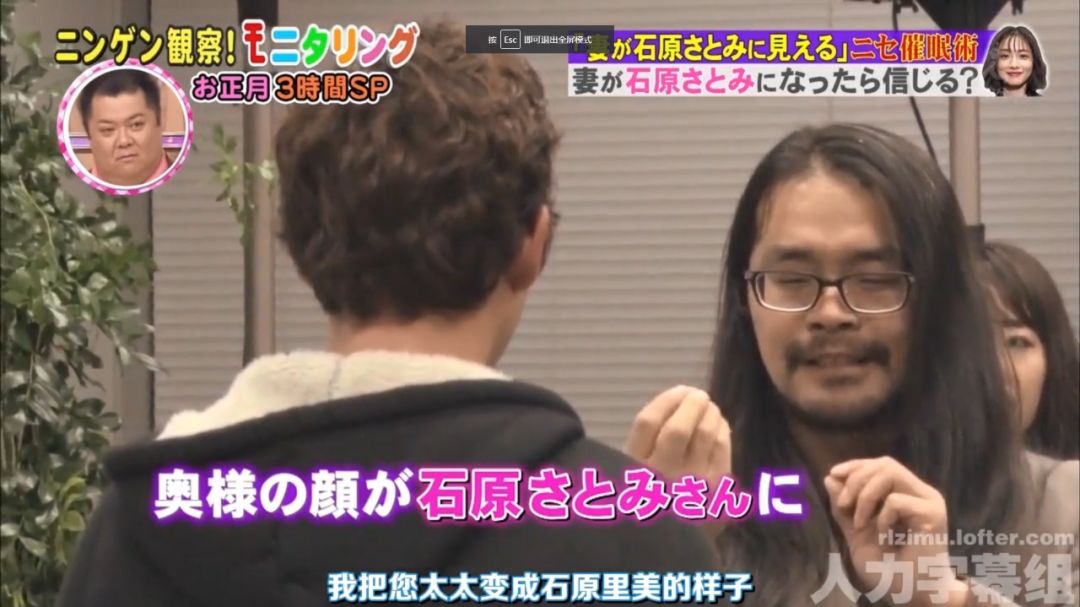 ニンゲン観察!モニタリング
お正月 3時間SP
按 Esc 即可退出全屏模式
「妻が石原さとみに見える」ニセ催眠術
妻が石原さとみになったら信じる?
奥様の顔が石原さとみさんに
rlzimu.lofter.com
人力字幕组
我把您太太变成石原里美的样子